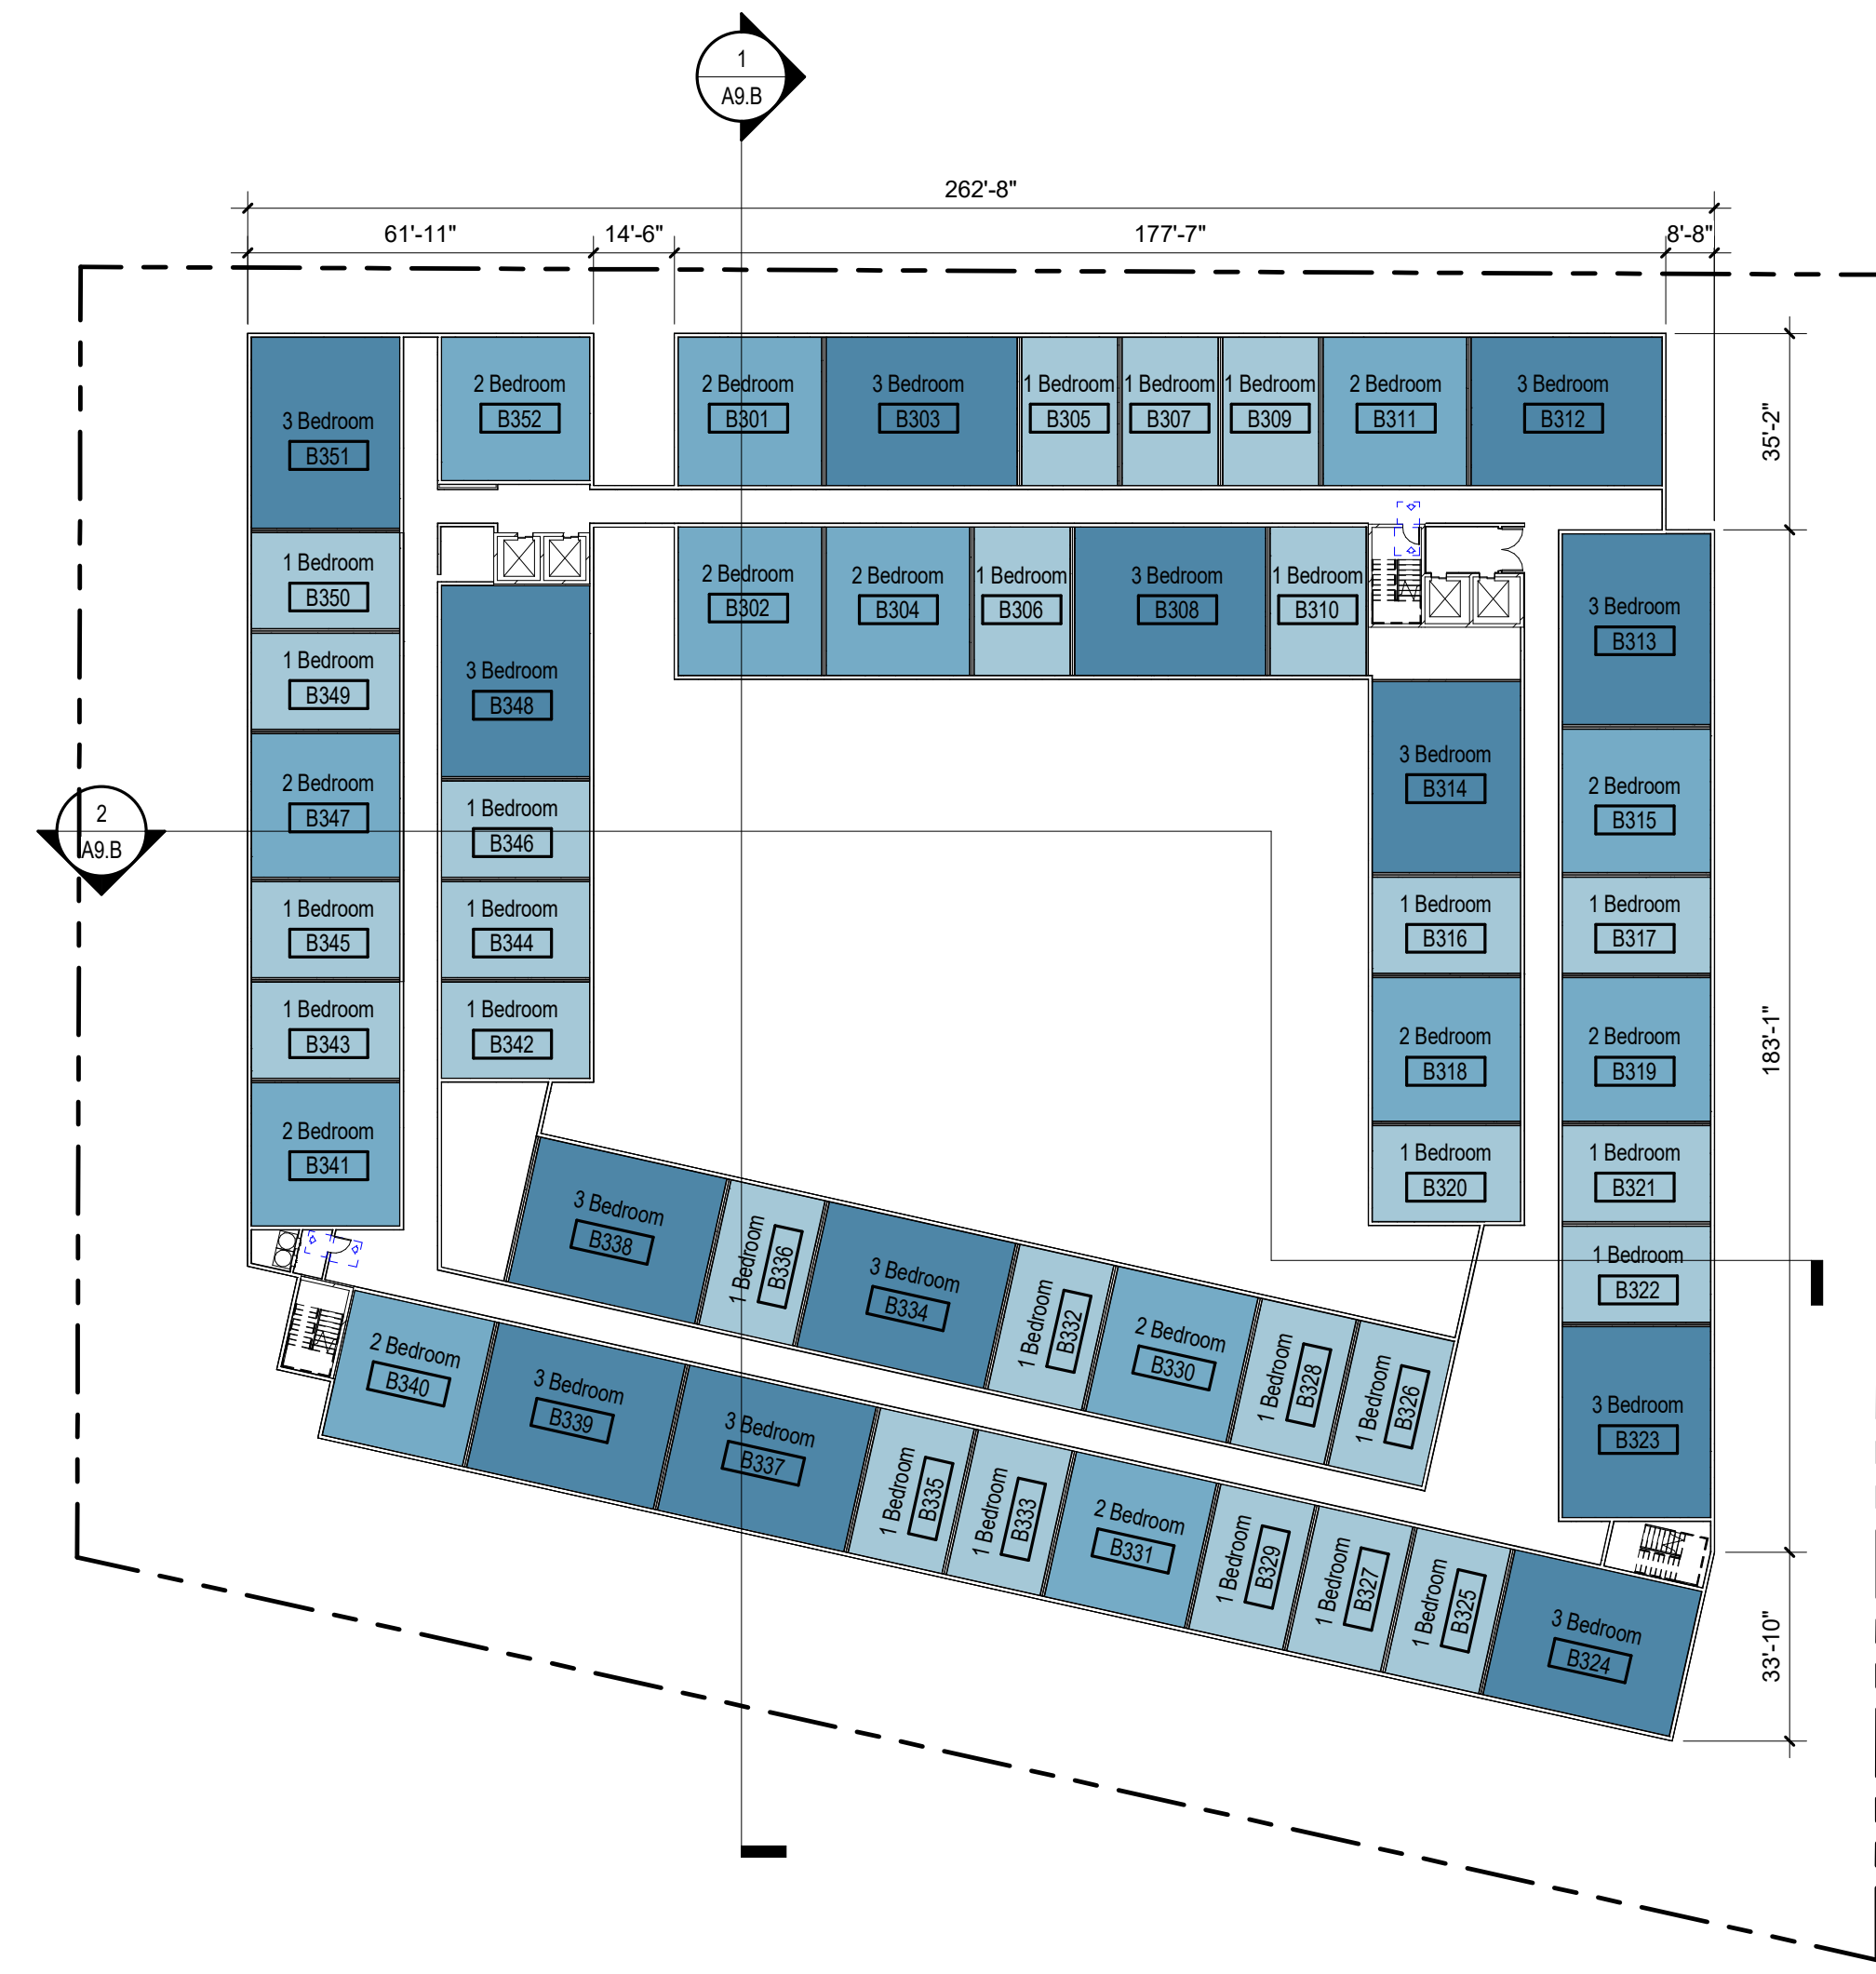 1
A9.B
262'-8"
61'-11"
14'-6"
177'-7"
8'-8"
35'-2"
183'-1"
33'-10"
2
A9.B
3 Bedroom
B351
2 Bedroom
B352
2 Bedroom
B301
3 Bedroom
B303
1 Bedroom
B305
1 Bedroom
B307
1 Bedroom
B309
2 Bedroom
B311
3 Bedroom
B312
2 Bedroom
B302
2 Bedroom
B304
1 Bedroom
B306
3 Bedroom
B308
1 Bedroom
B310
1 Bedroom
B350
1 Bedroom
B349
2 Bedroom
B347
1 Bedroom
B345
1 Bedroom
B343
2 Bedroom
B341
3 Bedroom
B348
1 Bedroom
B346
1 Bedroom
B344
1 Bedroom
B342
3 Bedroom
B314
1 Bedroom
B316
2 Bedroom
B318
1 Bedroom
B320
3 Bedroom
B313
2 Bedroom
B315
1 Bedroom
B317
2 Bedroom
B319
1 Bedroom
B321
1 Bedroom
B322
3 Bedroom
B323
3 Bedroom
B338
1 Bedroom
B336
3 Bedroom
B334
1 Bedroom
B332
2 Bedroom
B330
1 Bedroom
B328
1 Bedroom
B326
2 Bedroom
B340
3 Bedroom
B339
3 Bedroom
B337
1 Bedroom
B335
1 Bedroom
B333
2 Bedroom
B331
1 Bedroom
B329
1 Bedroom
B327
1 Bedroom
B325
3 Bedroom
B324